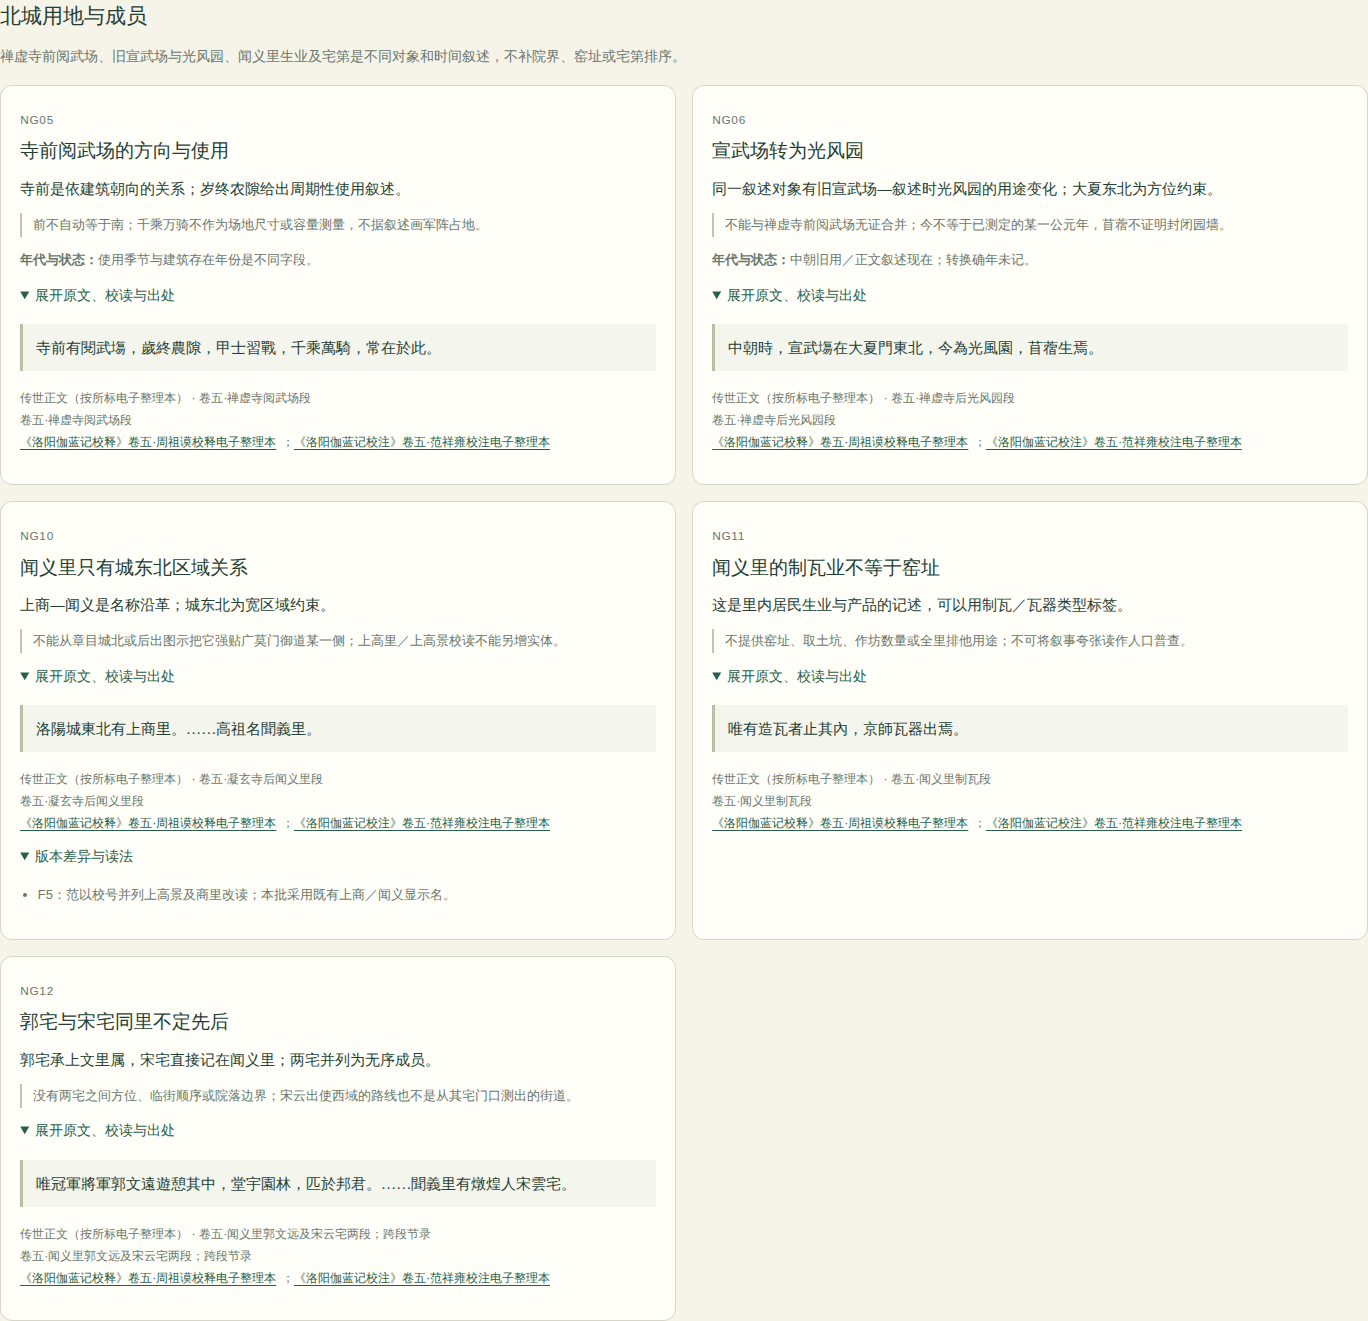 北城用地与成员
禅虚寺前阅武场、旧宣武场与光风园、闻义里生业及宅第是不同对象和时间叙述，不补院界、窑址或宅第排序。
NG05
寺前阅武场的方向与使用
寺前是依建筑朝向的关系；岁终农隙给出周期性使用叙述。
前不自动等于南；千乘万骑不作为场地尺寸或容量测量，不据叙述画军阵占地。
年代与状态：使用季节与建筑存在年份是不同字段。
▼ 展开原文、校读与出处
寺前有閱武塲，歲終農隙，甲士習戰，千乘萬騎，常在於此。
传世正文（按所标电子整理本） · 卷五·禅虚寺阅武场段
卷五·禅虚寺阅武场段
《洛阳伽蓝记校释》卷五·周祖谟校释电子整理本 ；《洛阳伽蓝记校注》卷五·范祥雍校注电子整理本
NG06
宣武场转为光风园
同一叙述对象有旧宣武场—叙述时光风园的用途变化；大夏东北为方位约束。
不能与禅虚寺前阅武场无证合并；今不等于已测定的某一公元年，苜蓿不证明封闭园墙。
年代与状态：中朝旧用／正文叙述现在；转换确年未记。
▼ 展开原文、校读与出处
中朝時，宣武塲在大夏門東北，今為光風園，苜蓿生焉。
传世正文（按所标电子整理本） · 卷五·禅虚寺后光风园段
卷五·禅虚寺后光风园段
《洛阳伽蓝记校释》卷五·周祖谟校释电子整理本 ；《洛阳伽蓝记校注》卷五·范祥雍校注电子整理本
NG10
闻义里只有城东北区域关系
上商—闻义是名称沿革；城东北为宽区域约束。
不能从章目城北或后出图示把它强贴广莫门御道某一侧；上高里／上高景校读不能另增实体。
▼ 展开原文、校读与出处
洛陽城東北有上商里。……高祖名聞義里。
传世正文（按所标电子整理本） · 卷五·凝玄寺后闻义里段
卷五·凝玄寺后闻义里段
《洛阳伽蓝记校释》卷五·周祖谟校释电子整理本 ；《洛阳伽蓝记校注》卷五·范祥雍校注电子整理本
▼ 版本差异与读法
• F5：范以校号并列上高景及商里改读；本批采用既有上商／闻义显示名。
NG11
闻义里的制瓦业不等于窑址
这是里内居民生业与产品的记述，可以用制瓦／瓦器类型标签。
不提供窑址、取土坑、作坊数量或全里排他用途；不可将叙事夸张读作人口普查。
▼ 展开原文、校读与出处
唯有造瓦者止其內，京師瓦器出焉。
传世正文（按所标电子整理本） · 卷五·闻义里制瓦段
卷五·闻义里制瓦段
《洛阳伽蓝记校释》卷五·周祖谟校释电子整理本 ；《洛阳伽蓝记校注》卷五·范祥雍校注电子整理本
NG12
郭宅与宋宅同里不定先后
郭宅承上文里属，宋宅直接记在闻义里；两宅并列为无序成员。
没有两宅之间方位、临街顺序或院落边界；宋云出使西域的路线也不是从其宅门口测出的街道。
▼ 展开原文、校读与出处
唯冠軍將軍郭文遠遊憩其中，堂宇園林，匹於邦君。……聞義里有燉煌人宋雲宅。
传世正文（按所标电子整理本） · 卷五·闻义里郭文远及宋云宅两段；跨段节录
卷五·闻义里郭文远及宋云宅两段；跨段节录
《洛阳伽蓝记校释》卷五·周祖谟校释电子整理本 ；《洛阳伽蓝记校注》卷五·范祥雍校注电子整理本